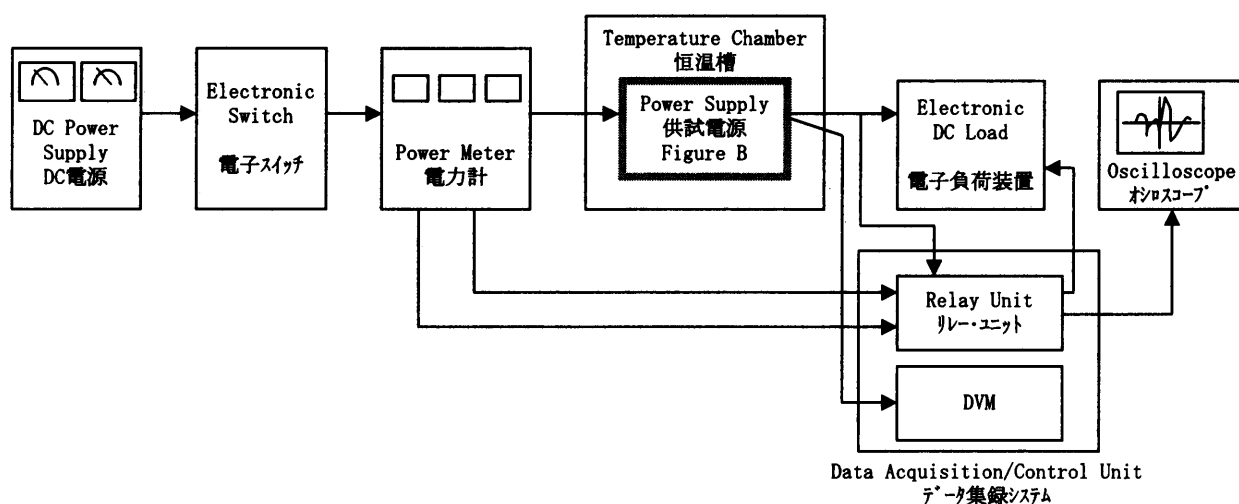 DC Power
Supply
DC電源
Electronic
Switch
電子スイッチ
Power Meter
電力計
Temperature Chamber
恒温槽
Power Supply
供試電源
Figure B
Electronic
DC Load
電子負荷装置
Oscilloscope
オシロスコープ
Relay Unit
リレー・ユニット
DVM
Data Acquisition/Control Unit
データ集録システム